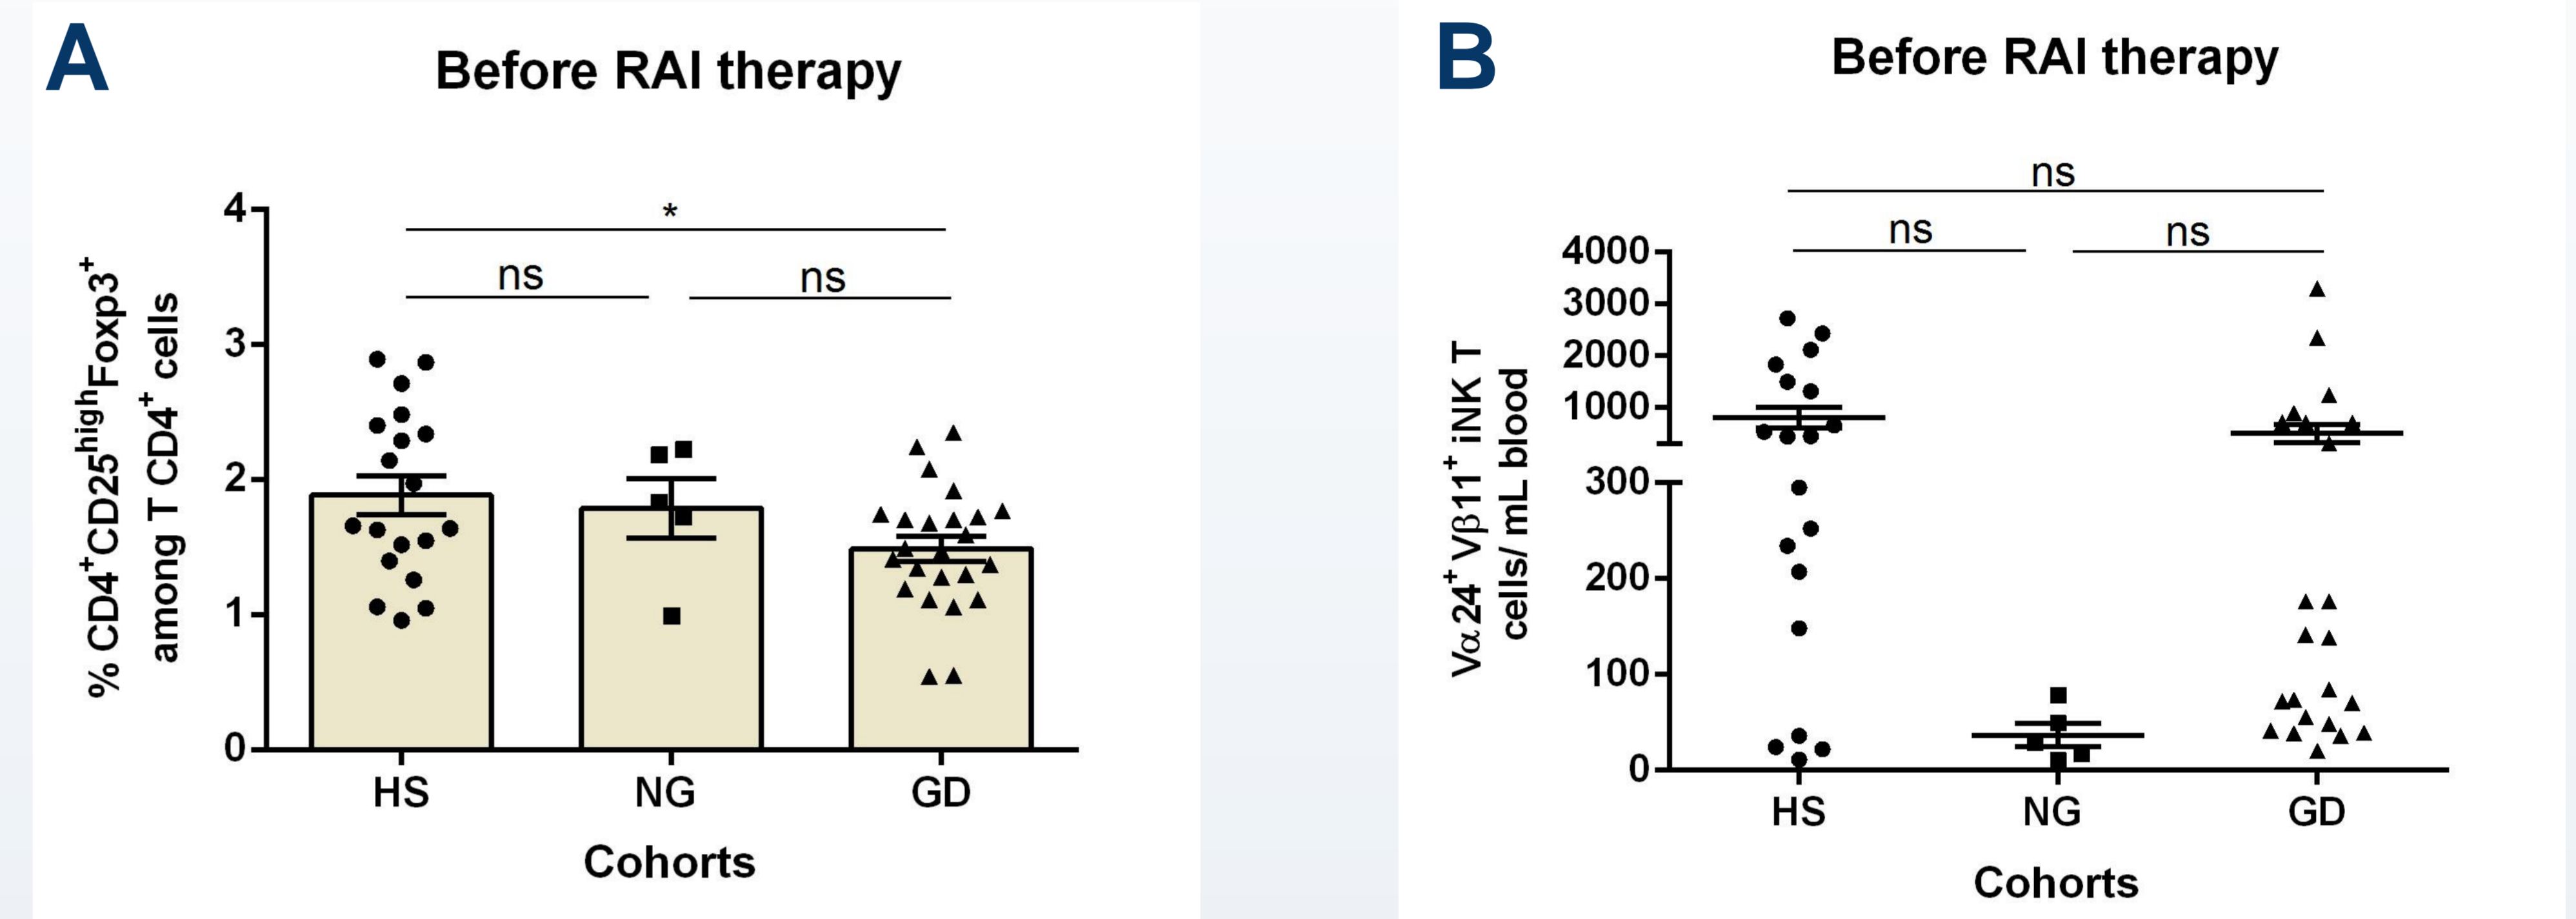 A
Before RAI therapy
% CD4⁺CD25ʰⁱᵍʰFoxp3⁺
among T CD4⁺ cells
4
3
2
1
0
*
ns
ns
HS
NG
GD
Cohorts
B
Before RAI therapy
Vα24⁺ Vβ11⁺ iNK T
cells/ mL blood
4000
3000
2000
1000
300
200
100
0
ns
ns
ns
HS
NG
GD
Cohorts